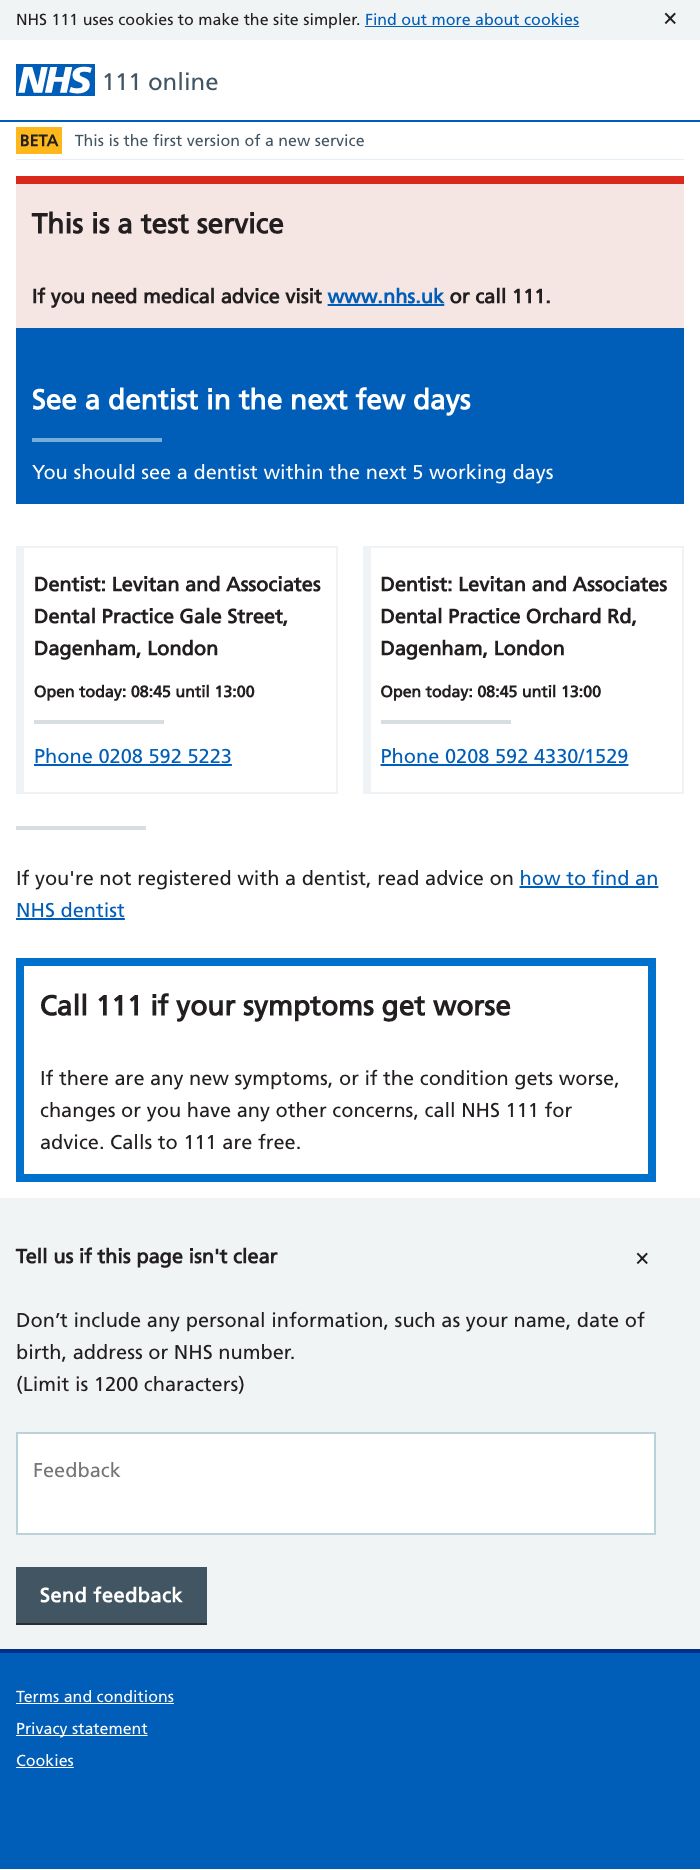 NHS 111 uses cookies to make the site simpler. Find out more about cookies ✕
NHS 111 online
BETA This is the first version of a new service
This is a test service
If you need medical advice visit www.nhs.uk or call 111.
See a dentist in the next few days
You should see a dentist within the next 5 working days
Dentist: Levitan and Associates
Dental Practice Gale Street,
Dagenham, London
Open today: 08:45 until 13:00
Phone 0208 592 5223
Dentist: Levitan and Associates
Dental Practice Orchard Rd,
Dagenham, London
Open today: 08:45 until 13:00
Phone 0208 592 4330/1529
If you're not registered with a dentist, read advice on how to find an
NHS dentist
Call 111 if your symptoms get worse
If there are any new symptoms, or if the condition gets worse,
changes or you have any other concerns, call NHS 111 for
advice. Calls to 111 are free.
Tell us if this page isn't clear ✕
Don’t include any personal information, such as your name, date of
birth, address or NHS number.
(Limit is 1200 characters)
Feedback
Send feedback
Terms and conditions
Privacy statement
Cookies